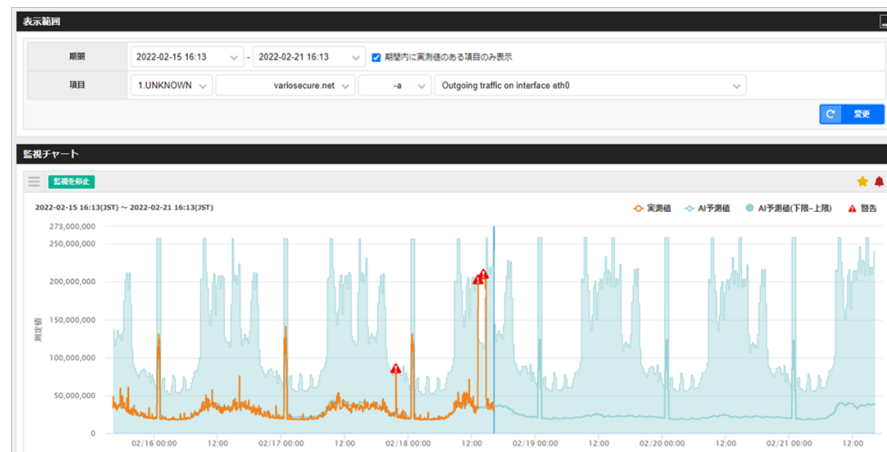 表示範囲
期間 2022-02-15 16:13 - 2022-02-21 16:13 期間内に実測値のある項目のみ表示
項目 1.UNKNOWN variosecure.net -a Outgoing traffic on interface eth0
変更
監視チャート
監視を停止
2022-02-15 16:13(JST) ～ 2022-02-21 16:13(JST) 実測値 AI予測値 AI予測値(下限-上限) 警告
273,000,000
250,000,000
200,000,000
150,000,000
測定値
100,000,000
50,000,000
0
02/16 00:00 12:00 02/17 00:00 12:00 02/18 00:00 12:00 02/19 00:00 12:00 02/20 00:00 12:00 02/21 00:00 12:00